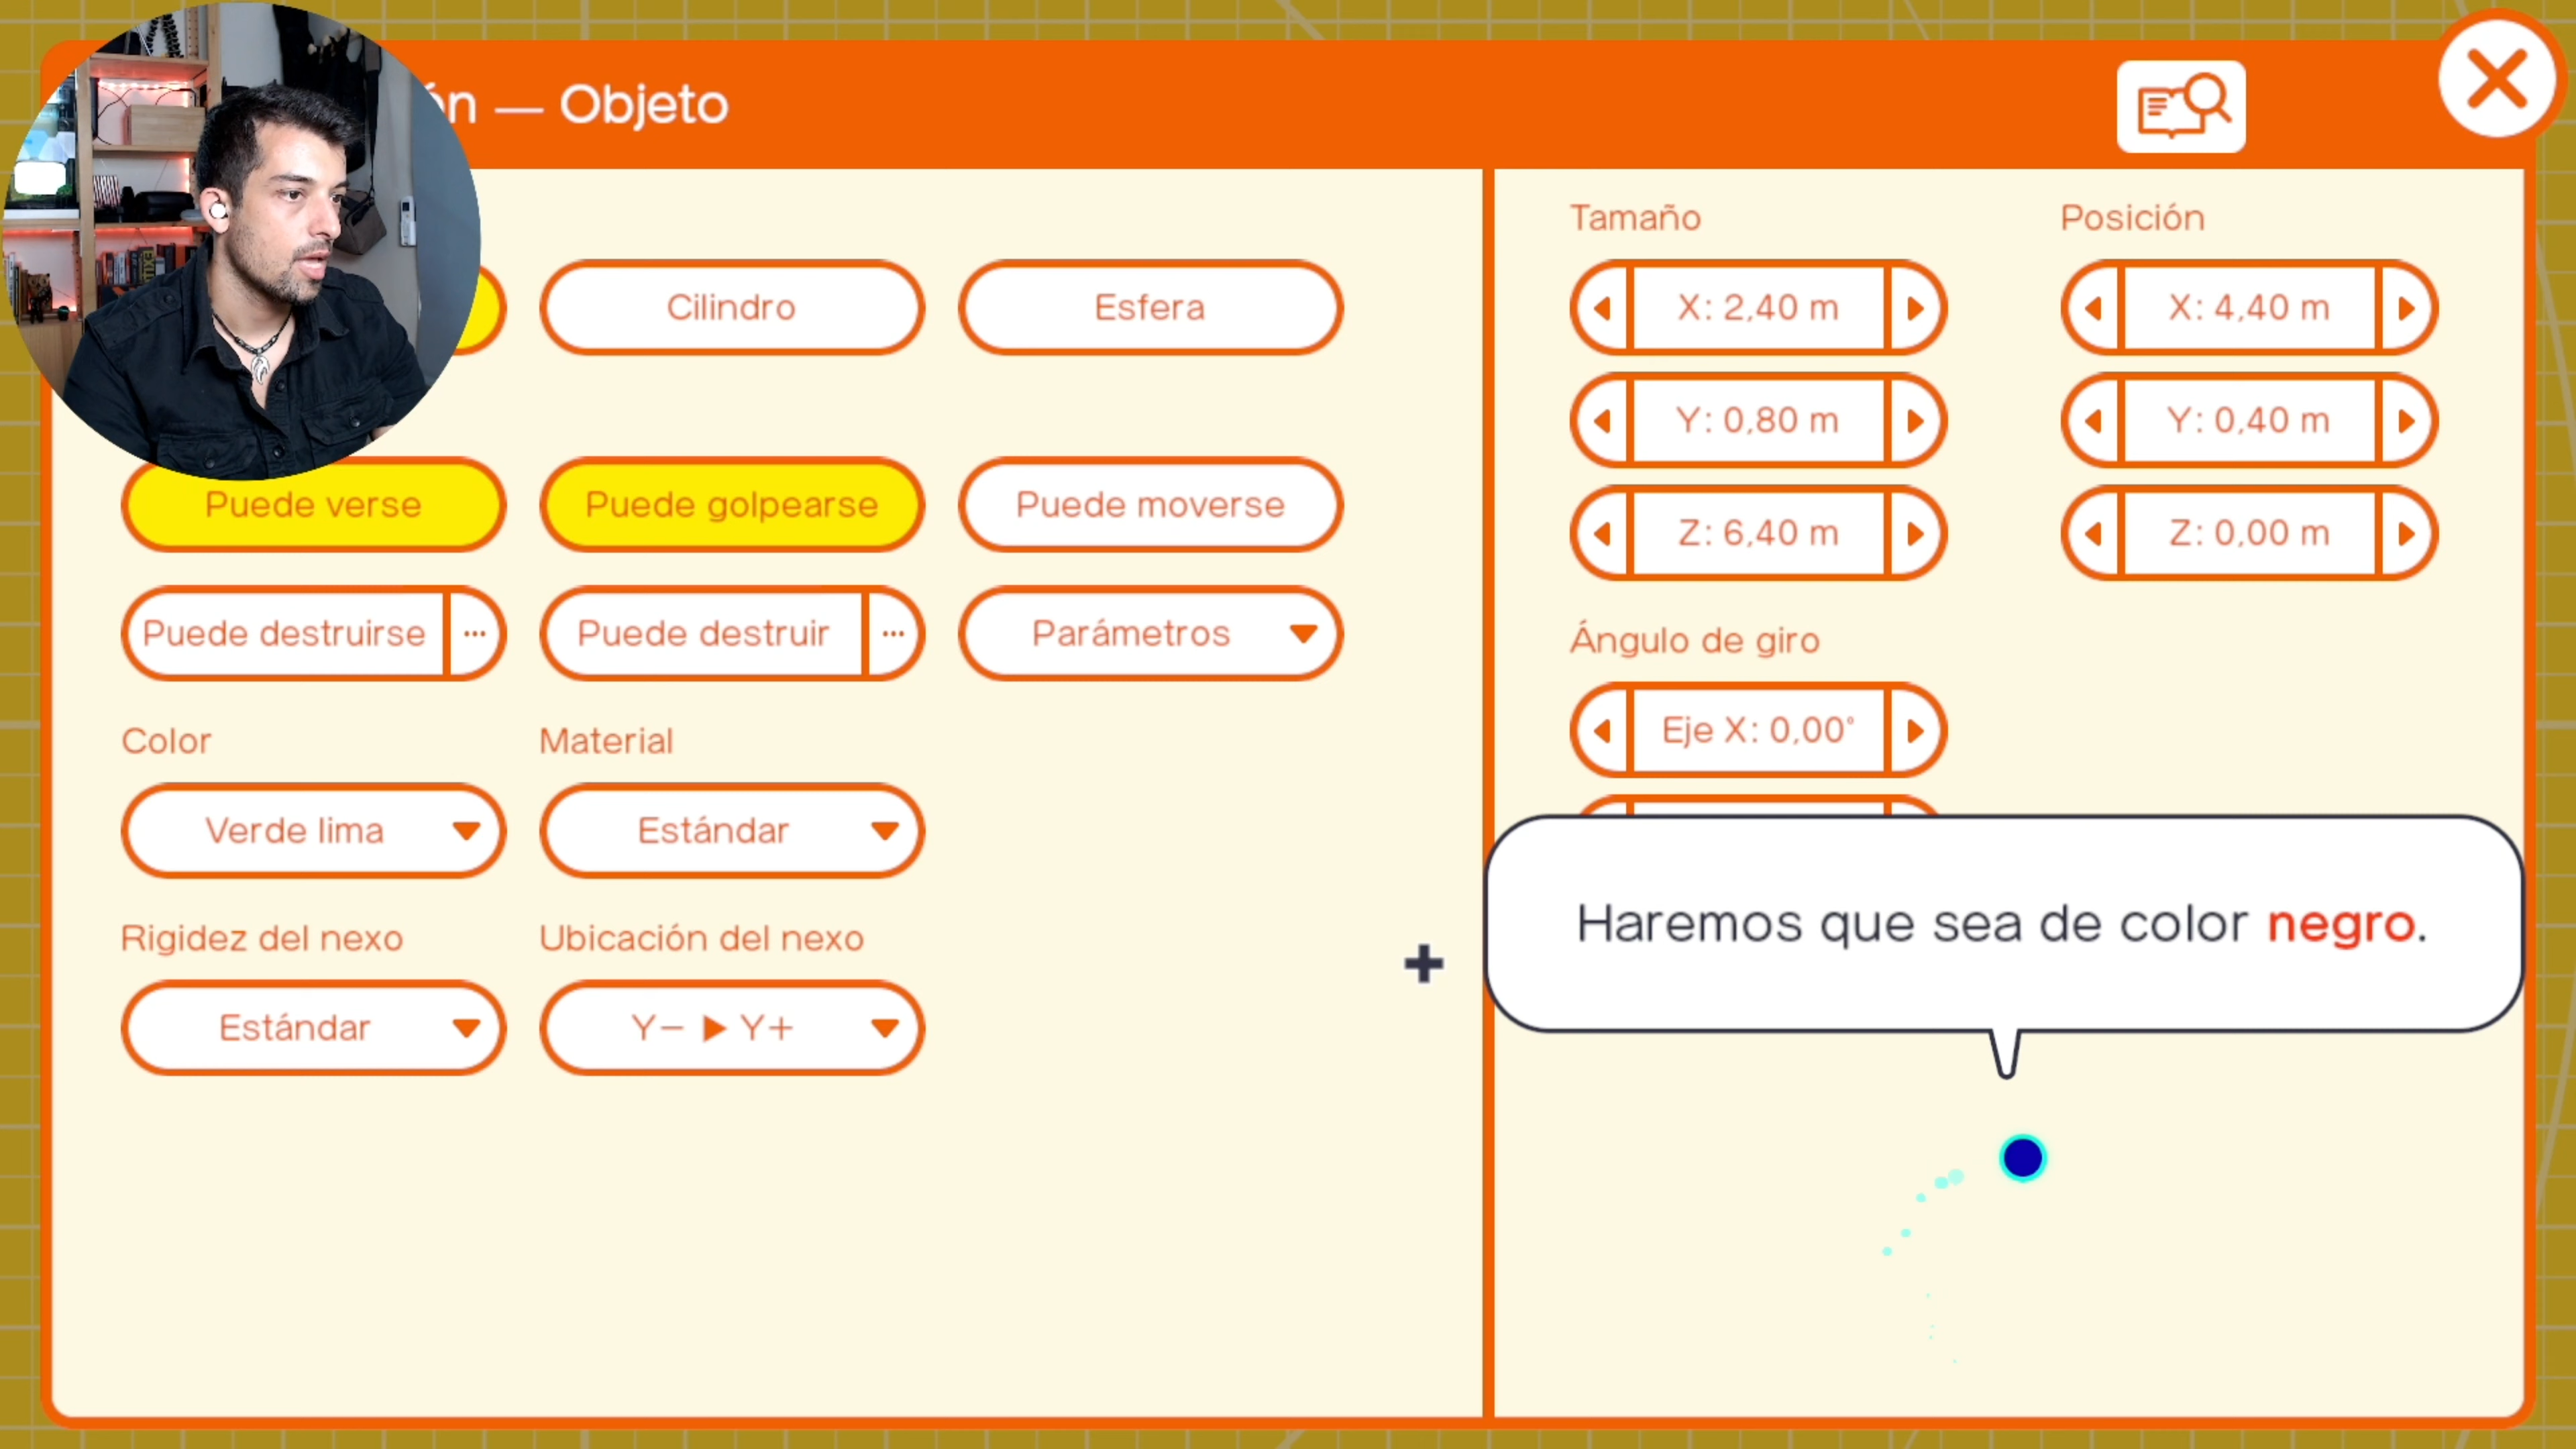 ón — Objeto
Cilindro
Esfera
Puede verse
Puede golpearse
Puede moverse
Puede destruirse ...
Puede destruir ...
Parámetros
Color
Material
Verde lima
Estándar
Rigidez del nexo
Ubicación del nexo
Estándar
Y− ▶ Y+
Tamaño
Posición
X: 2,40 m
X: 4,40 m
Y: 0,80 m
Y: 0,40 m
Z: 6,40 m
Z: 0,00 m
Ángulo de giro
Eje X: 0,00°
Haremos que sea de color negro.